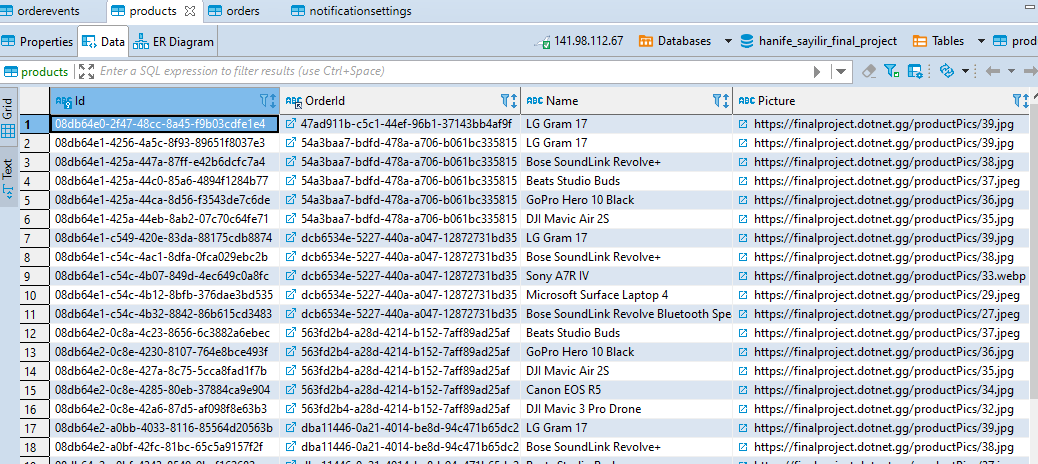 orderevents products orders notificationsettings
Properties Data ER Diagram 141.98.112.67 Databases hanife_sayilir_final_project Tables prod
products Enter a SQL expression to filter results (use Ctrl+Space)
Grid
Text
ABC Id ABC OrderId ABC Name ABC Picture
1 08db64e0-2f47-48cc-8a45-f9b03cdfe1e4 47ad911b-c5c1-44ef-96b1-37143bb4af9f LG Gram 17 https://finalproject.dotnet.gg/productPics/39.jpg
2 08db64e1-4256-4a5c-8f93-89651f8037e3 54a3baa7-bdfd-478a-a706-b061bc335815 LG Gram 17 https://finalproject.dotnet.gg/productPics/39.jpg
3 08db64e1-425a-447a-87ff-e42b6dcfc7a4 54a3baa7-bdfd-478a-a706-b061bc335815 Bose SoundLink Revolve+ https://finalproject.dotnet.gg/productPics/38.jpg
4 08db64e1-425a-44c0-85a6-4894f1284b77 54a3baa7-bdfd-478a-a706-b061bc335815 Beats Studio Buds https://finalproject.dotnet.gg/productPics/37.jpeg
5 08db64e1-425a-44ca-8d56-f3543de7c6de 54a3baa7-bdfd-478a-a706-b061bc335815 GoPro Hero 10 Black https://finalproject.dotnet.gg/productPics/36.jpg
6 08db64e1-425a-44eb-8ab2-07c70c64fe71 54a3baa7-bdfd-478a-a706-b061bc335815 DJI Mavic Air 2S https://finalproject.dotnet.gg/productPics/35.jpg
7 08db64e1-c549-420e-83da-88175cdb8874 dcb6534e-5227-440a-a047-12872731bd35 LG Gram 17 https://finalproject.dotnet.gg/productPics/39.jpg
8 08db64e1-c54c-4ac1-8dfa-0fca029ebc2b dcb6534e-5227-440a-a047-12872731bd35 Bose SoundLink Revolve+ https://finalproject.dotnet.gg/productPics/38.jpg
9 08db64e1-c54c-4b07-849d-4ec649c0a8fc dcb6534e-5227-440a-a047-12872731bd35 Sony A7R IV https://finalproject.dotnet.gg/productPics/33.webp
10 08db64e1-c54c-4b12-8bfb-376dae3bd535 dcb6534e-5227-440a-a047-12872731bd35 Microsoft Surface Laptop 4 https://finalproject.dotnet.gg/productPics/29.jpeg
11 08db64e1-c54c-4b32-8842-86b615cd3483 dcb6534e-5227-440a-a047-12872731bd35 Bose SoundLink Revolve Bluetooth Spe https://finalproject.dotnet.gg/productPics/27.jpeg
12 08db64e2-0c8a-4c23-8656-6c3882a6ebec 563fd2b4-a28d-4214-b152-7aff89ad25af Beats Studio Buds https://finalproject.dotnet.gg/productPics/37.jpeg
13 08db64e2-0c8e-4230-8107-764e8bce493f 563fd2b4-a28d-4214-b152-7aff89ad25af GoPro Hero 10 Black https://finalproject.dotnet.gg/productPics/36.jpg
14 08db64e2-0c8e-427a-8c75-5cca8fad1f7b 563fd2b4-a28d-4214-b152-7aff89ad25af DJI Mavic Air 2S https://finalproject.dotnet.gg/productPics/35.jpg
15 08db64e2-0c8e-4285-80eb-37884ca9e904 563fd2b4-a28d-4214-b152-7aff89ad25af Canon EOS R5 https://finalproject.dotnet.gg/productPics/34.jpg
16 08db64e2-0c8e-42a6-87d5-af098f8e63b3 563fd2b4-a28d-4214-b152-7aff89ad25af DJI Mavic 3 Pro Drone https://finalproject.dotnet.gg/productPics/32.jpg
17 08db64e2-a0bb-4033-8116-85564d20563b dba11446-0a21-4014-be8d-94c471b65dc2 LG Gram 17 https://finalproject.dotnet.gg/productPics/39.jpg
18 08db64e2-a0bf-42fc-81bc-65c5a9157f2f dba11446-0a21-4014-be8d-94c471b65dc2 Bose SoundLink Revolve+ https://finalproject.dotnet.gg/productPics/38.jpg